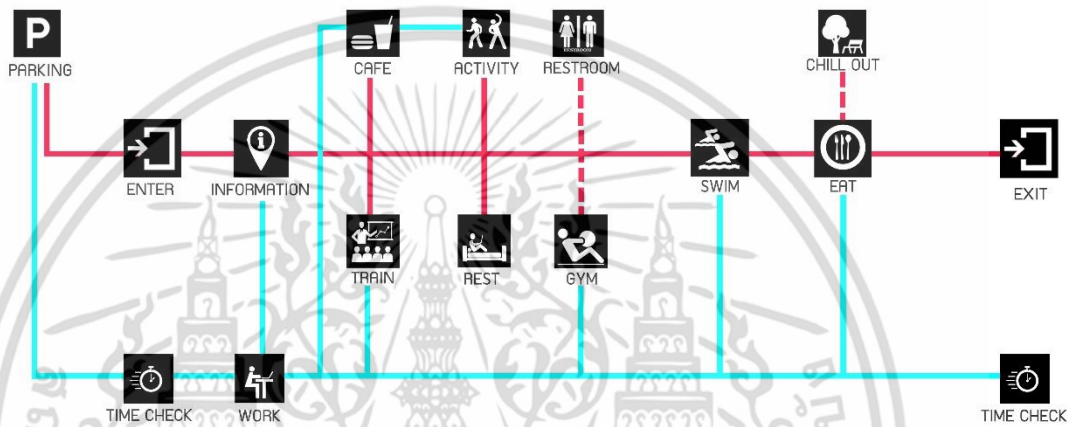 P
PARKING
CAFE
ACTIVITY
RESTROOM
RESTROOM
CHILL OUT
ENTER
INFORMATION
SWIM
EAT
EXIT
TRAIN
REST
GYM
TIME CHECK
WORK
TIME CHECK